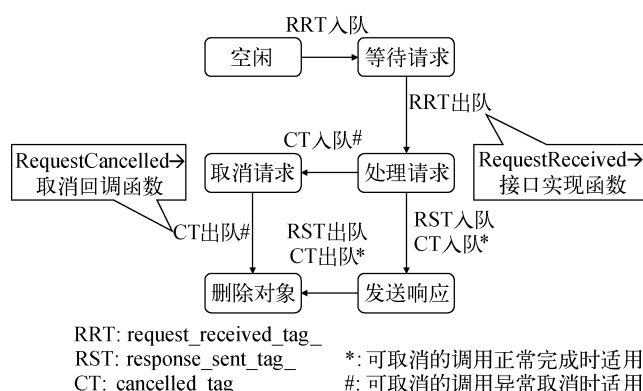 RRT入队
空闲
等待请求
RRT出队
RequestCancelled→
取消回调函数
CT入队#
取消请求
处理请求
RequestReceived→
接口实现函数
CT出队#
RST出队
CT出队*
RST入队
CT入队*
删除对象
发送响应
RRT: request_received_tag_
RST: response_sent_tag_ *: 可取消的调用正常完成时适用
CT: cancelled_tag_ #: 可取消的调用异常取消时适用